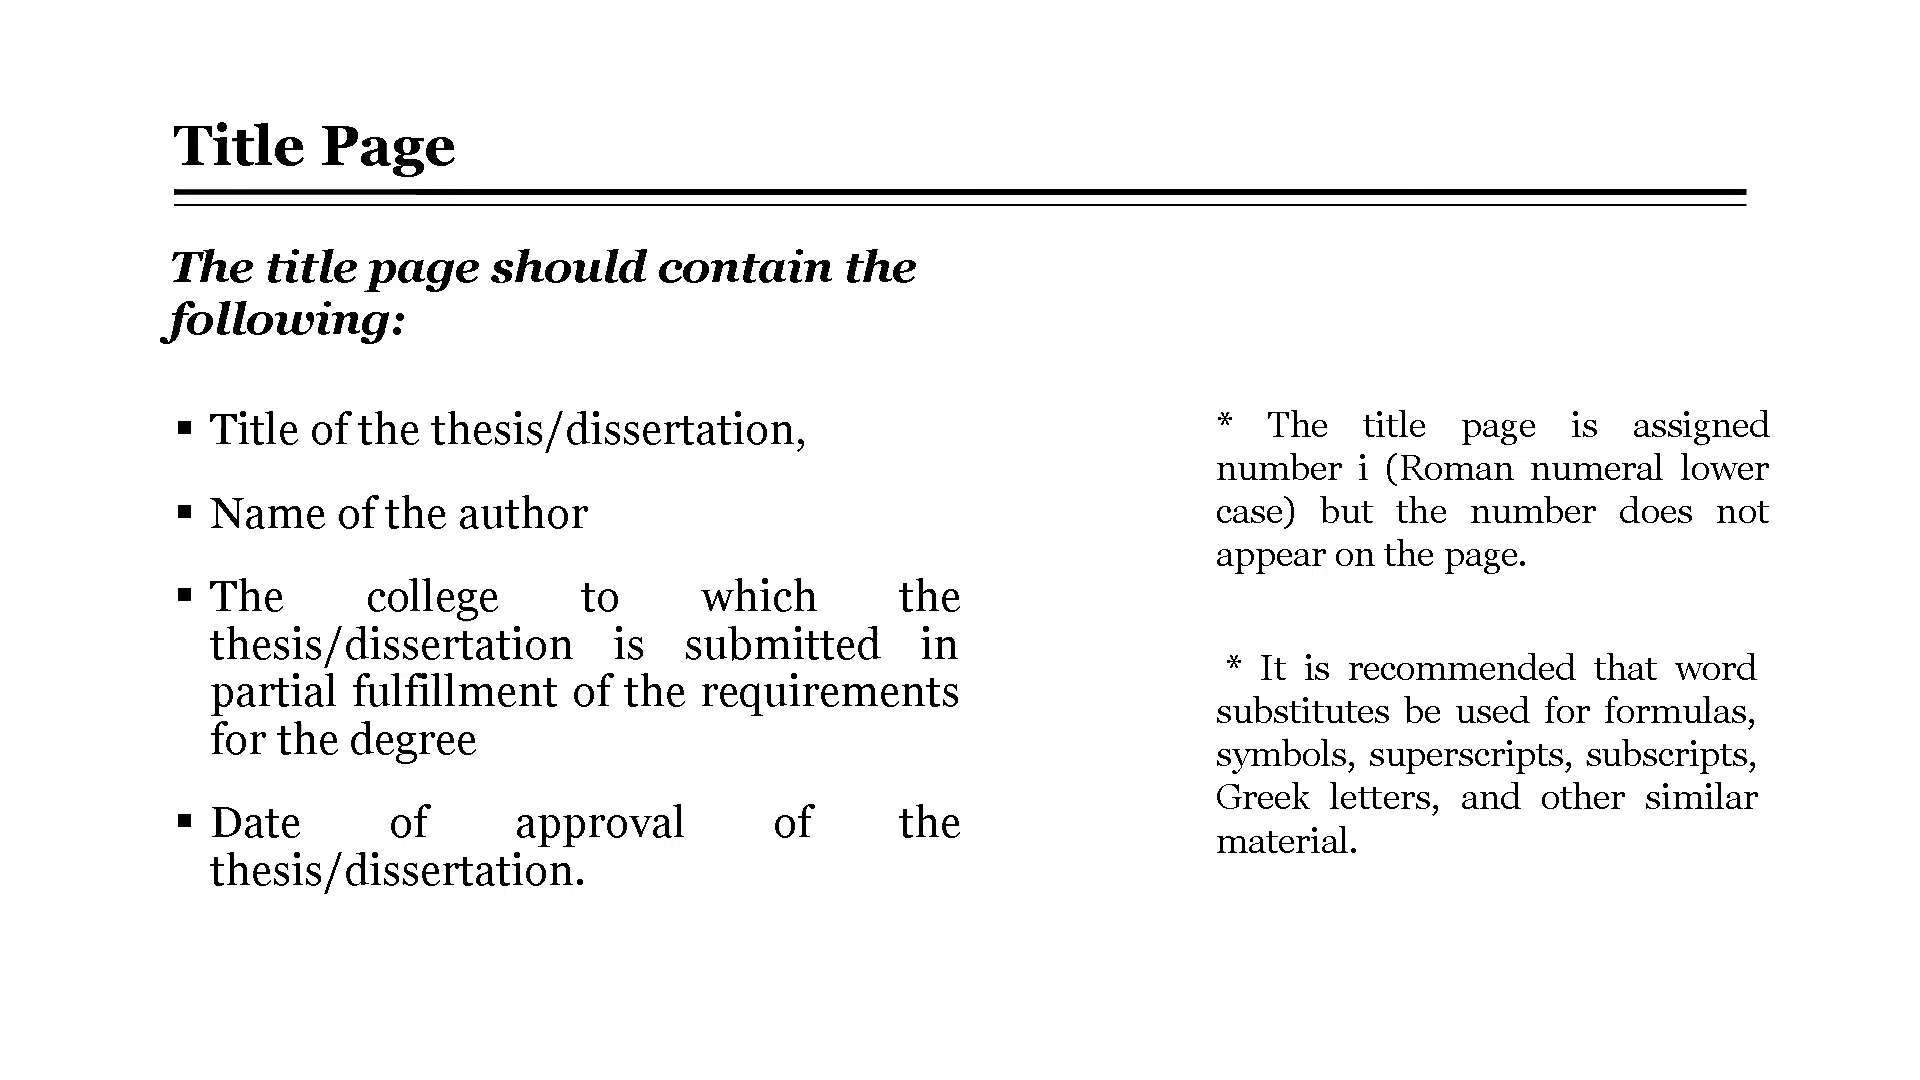 Title Page
The title page should contain the
following:
▪ Title of the thesis/dissertation,
▪ Name of the author
▪ The college to which the
thesis/dissertation is submitted in
partial fulfillment of the requirements
for the degree
▪ Date of approval of the
thesis/dissertation.
* The title page is assigned
number i (Roman numeral lower
case) but the number does not
appear on the page.
* It is recommended that word
substitutes be used for formulas,
symbols, superscripts, subscripts,
Greek letters, and other similar
material.